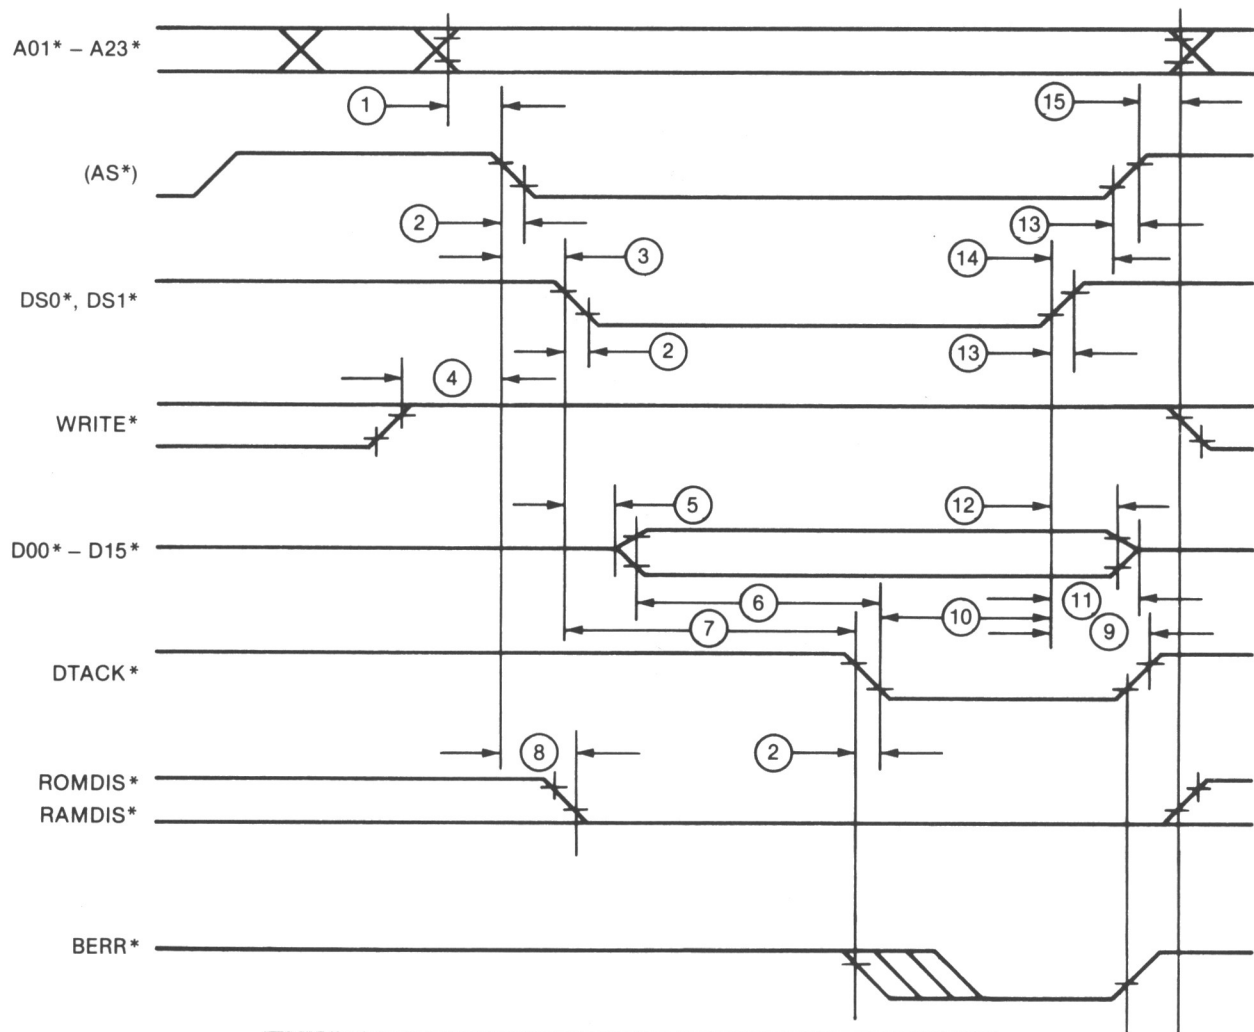 A01* – A23*
1
15
(AS*)
2
13
3
14
DS0*, DS1*
2
13
4
WRITE*
5
12
D00* – D15*
6
11
10
7
9
DTACK*
2
8
ROMDIS*
RAMDIS*
BERR*